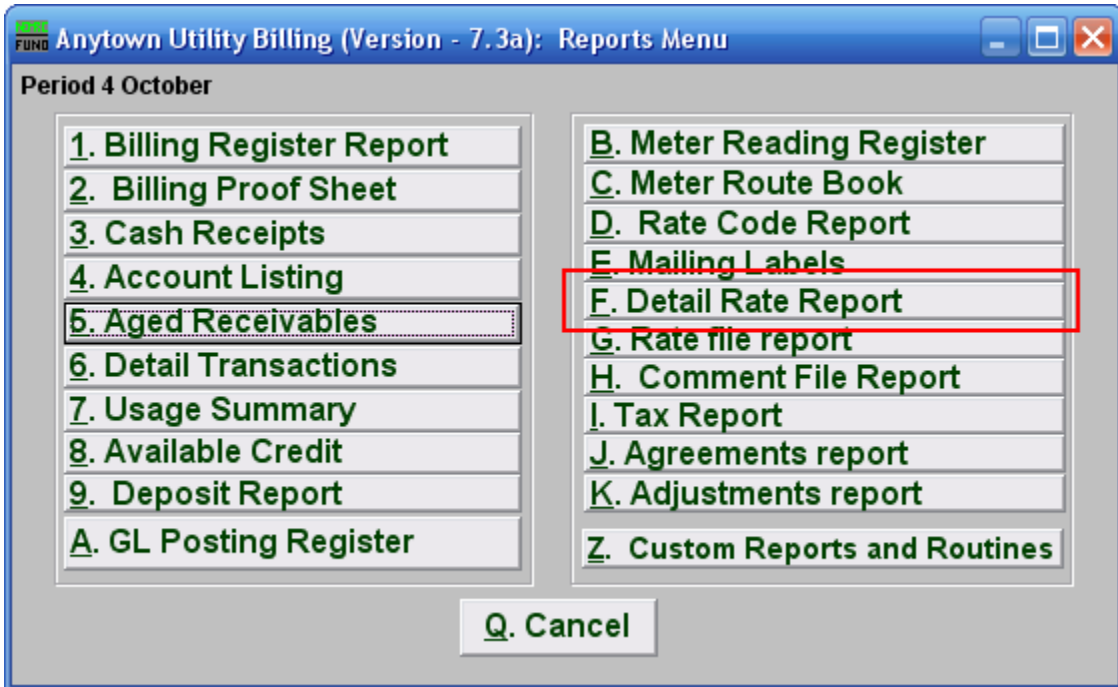 FUND Anytown Utility Billing (Version - 7.3a): Reports Menu
Period 4 October
1. Billing Register Report
2. Billing Proof Sheet
3. Cash Receipts
4. Account Listing
5. Aged Receivables
6. Detail Transactions
7. Usage Summary
8. Available Credit
9. Deposit Report
A. GL Posting Register
B. Meter Reading Register
C. Meter Route Book
D. Rate Code Report
E. Mailing Labels
F. Detail Rate Report
G. Rate file report
H. Comment File Report
I. Tax Report
J. Agreements report
K. Adjustments report
Z. Custom Reports and Routines
Q. Cancel